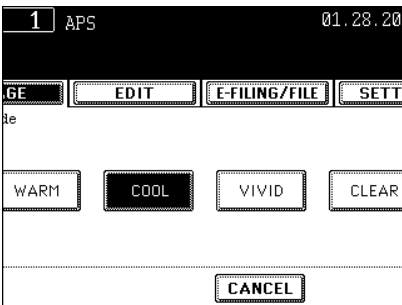 1 APS 01.28.20
GE EDIT E-FILING/FILE SETT
de
WARM COOL VIVID CLEAR
CANCEL